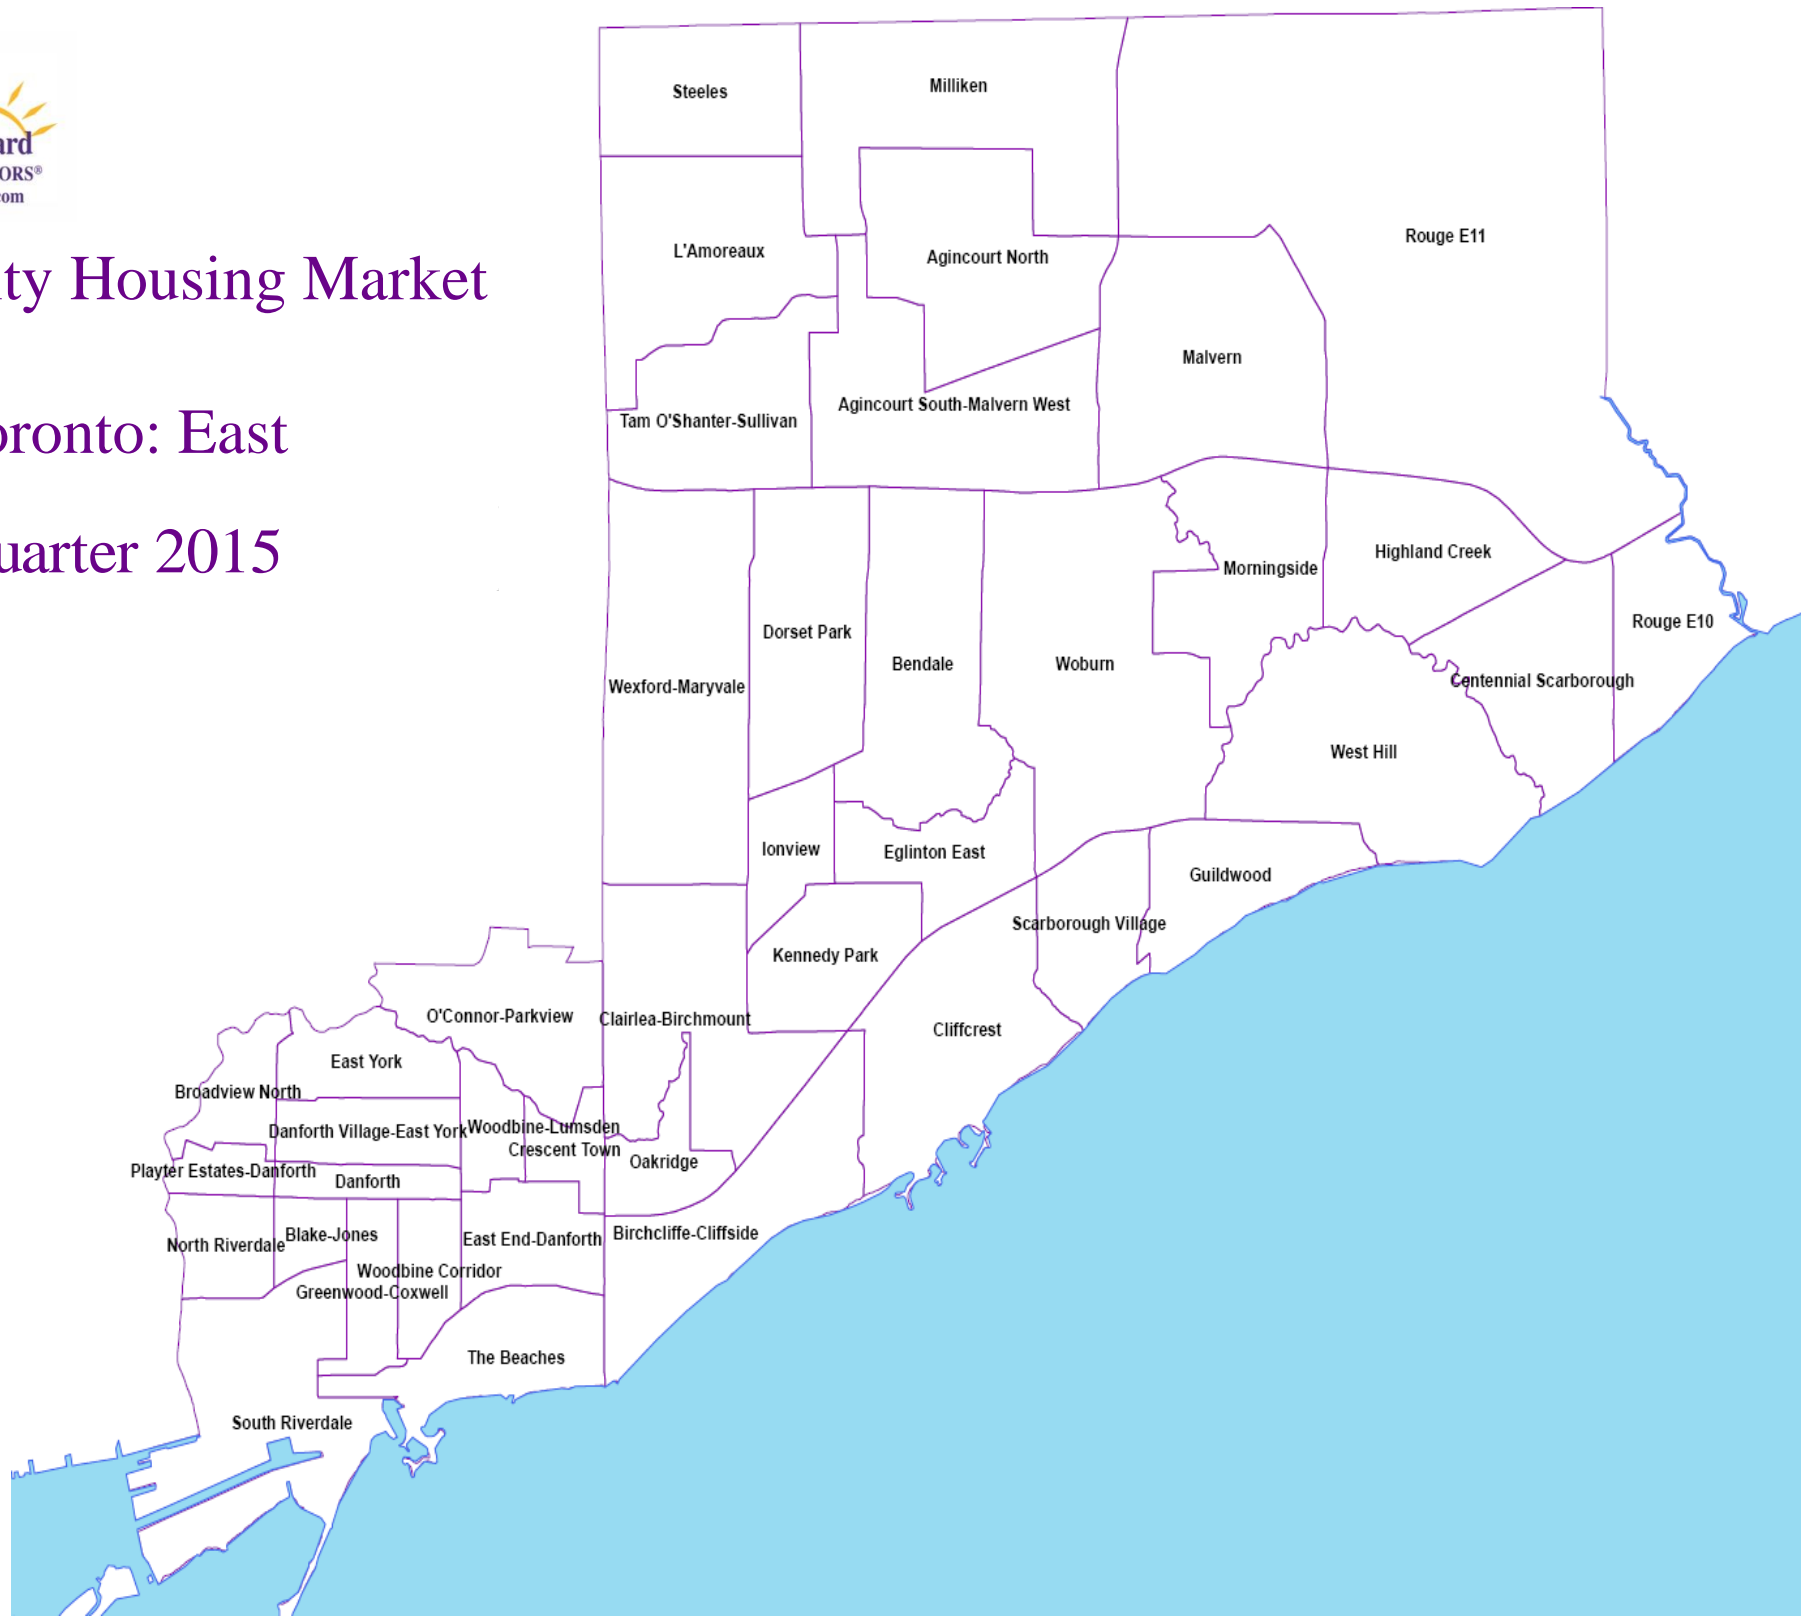 ard
ORS®
com
ity Housing Market
oronto: East
uarter 2015
Steeles
Milliken
L'Amoreaux
Agincourt North
Rouge E11
Malvern
Tam O'Shanter-Sullivan
Agincourt South-Malvern West
Highland Creek
Morningside
Rouge E10
Dorset Park
Bendale
Woburn
Wexford-Maryvale
Centennial Scarborough
West Hill
Ionview
Eglinton East
Guildwood
Scarborough Village
Kennedy Park
O'Connor-Parkview
Clairlea-Birchmount
Cliffcrest
East York
Broadview North
Danforth Village-East York
Woodbine-Lumsden
Crescent Town
Oakridge
Playter Estates-Danforth
Danforth
North Riverdale
Blake-Jones
East End-Danforth
Birchcliffe-Cliffside
Woodbine Corridor
Greenwood-Coxwell
The Beaches
South Riverdale